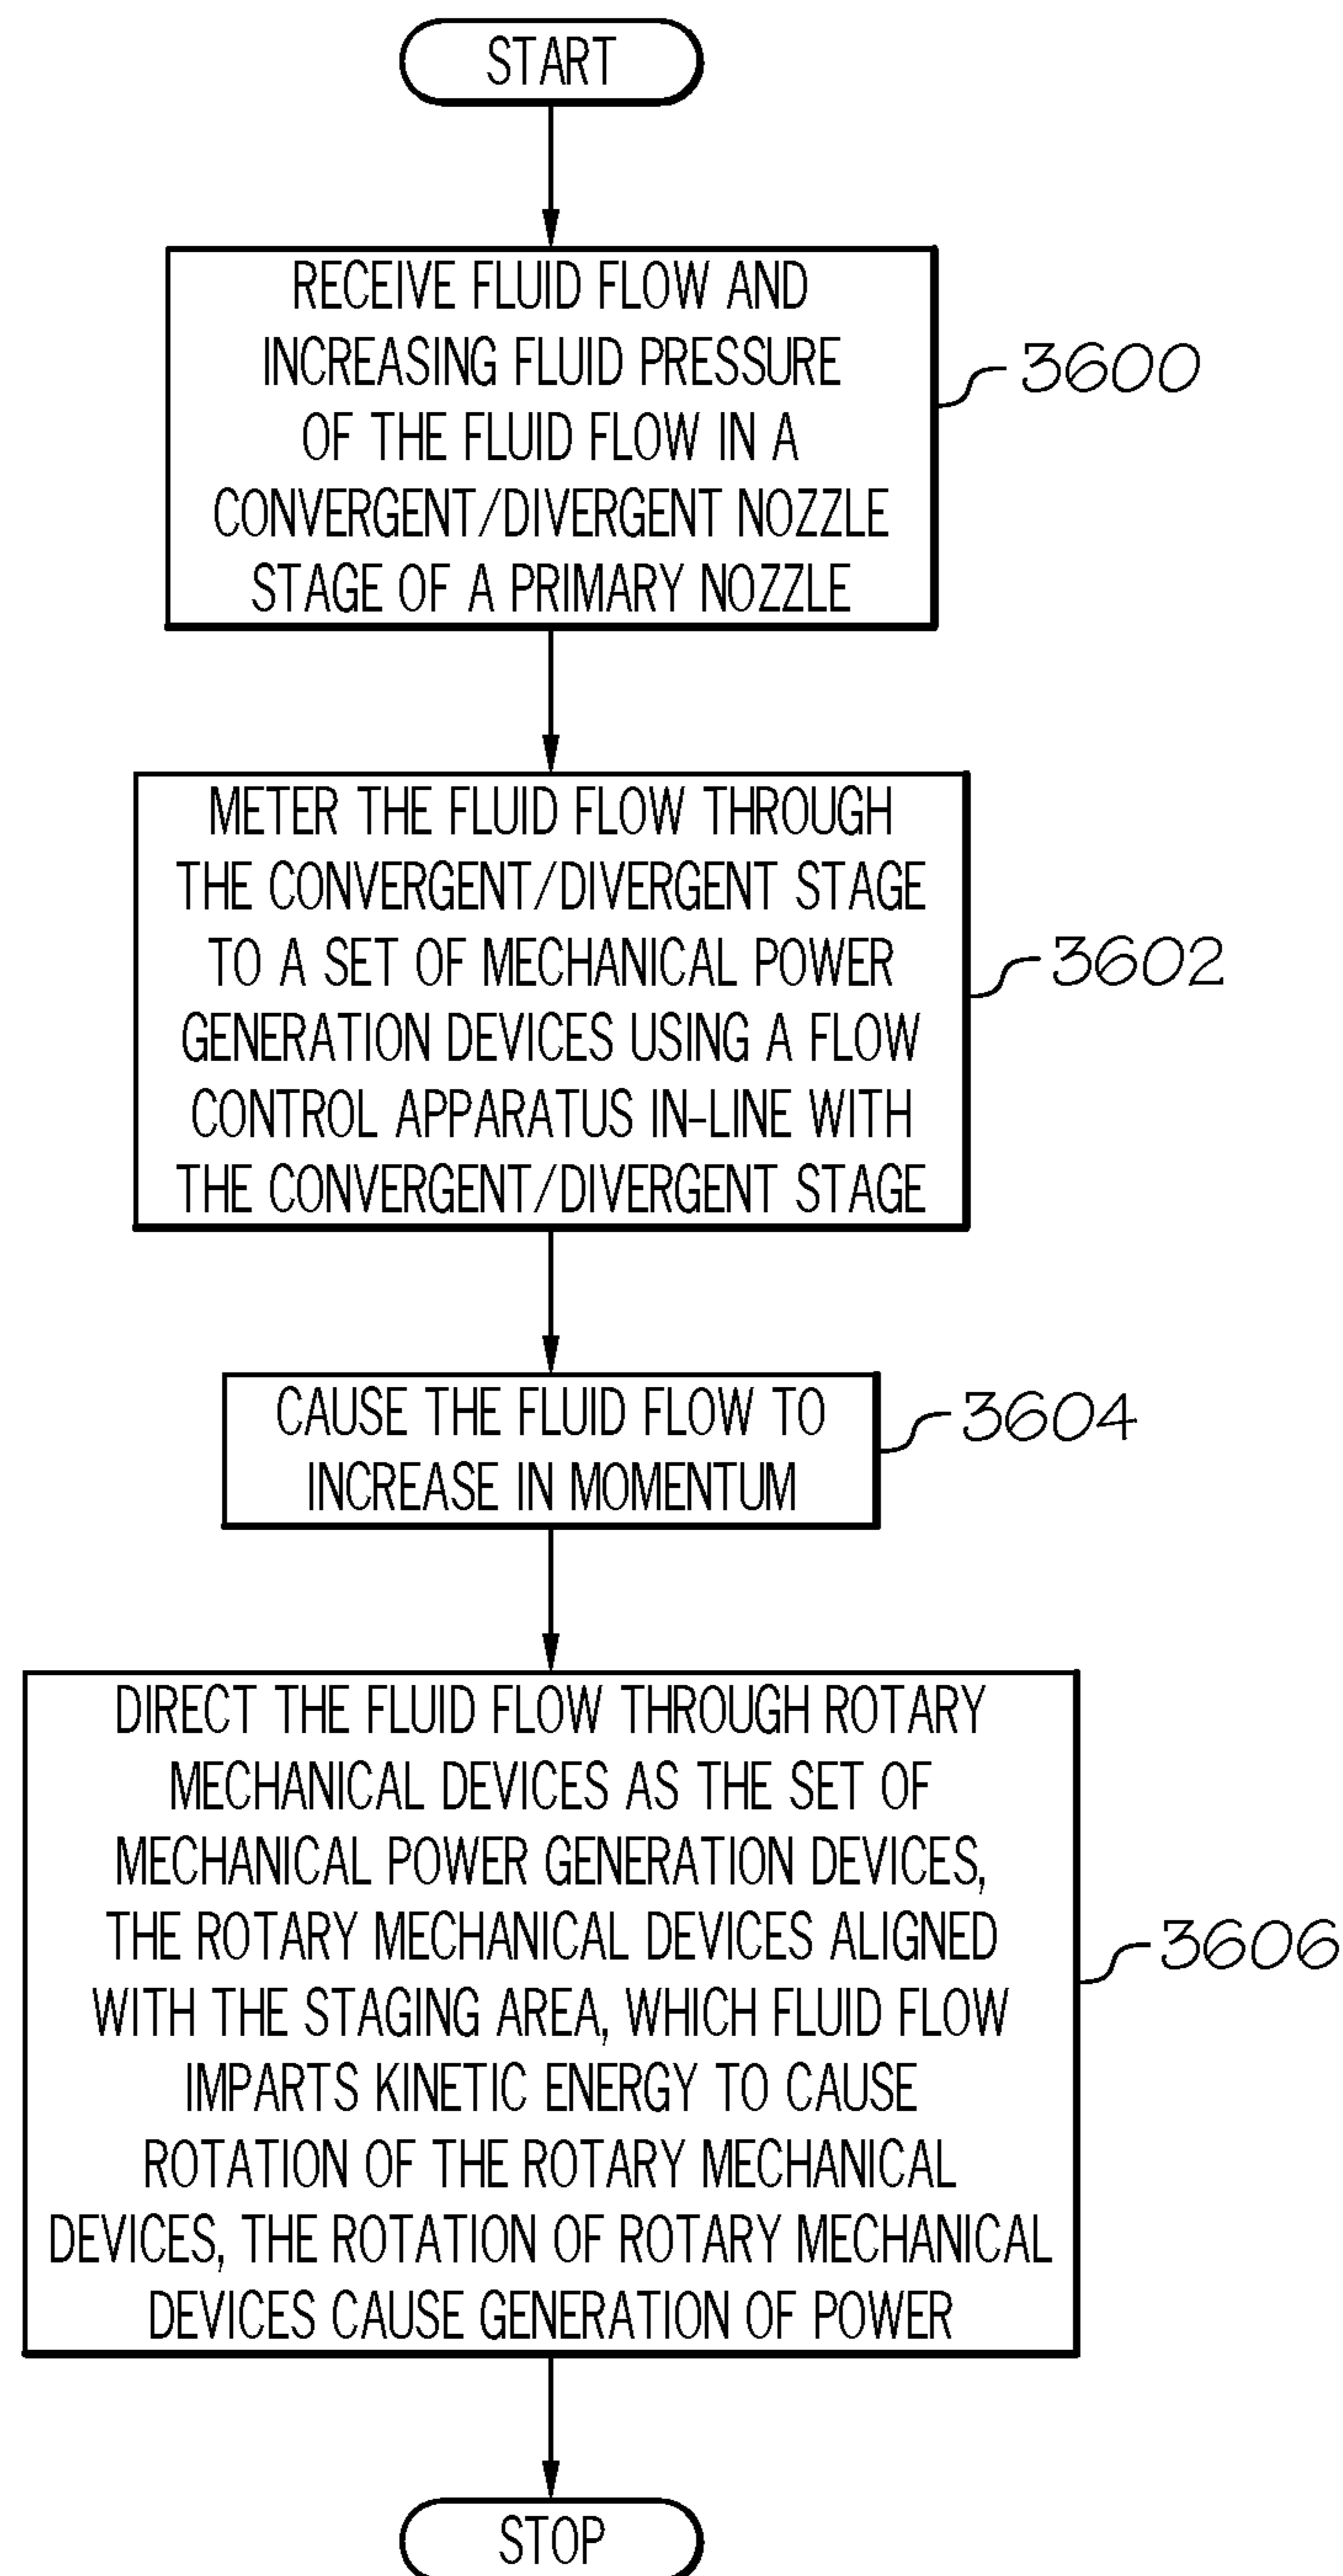 START
RECEIVE FLUID FLOW AND
INCREASING FLUID PRESSURE
OF THE FLUID FLOW IN A
CONVERGENT/DIVERGENT NOZZLE
STAGE OF A PRIMARY NOZZLE
3600
METER THE FLUID FLOW THROUGH
THE CONVERGENT/DIVERGENT STAGE
TO A SET OF MECHANICAL POWER
GENERATION DEVICES USING A FLOW
CONTROL APPARATUS IN-LINE WITH
THE CONVERGENT/DIVERGENT STAGE
3602
CAUSE THE FLUID FLOW TO
INCREASE IN MOMENTUM
3604
DIRECT THE FLUID FLOW THROUGH ROTARY
MECHANICAL DEVICES AS THE SET OF
MECHANICAL POWER GENERATION DEVICES,
THE ROTARY MECHANICAL DEVICES ALIGNED
WITH THE STAGING AREA, WHICH FLUID FLOW
IMPARTS KINETIC ENERGY TO CAUSE
ROTATION OF THE ROTARY MECHANICAL
DEVICES, THE ROTATION OF ROTARY MECHANICAL
DEVICES CAUSE GENERATION OF POWER
3606
STOP